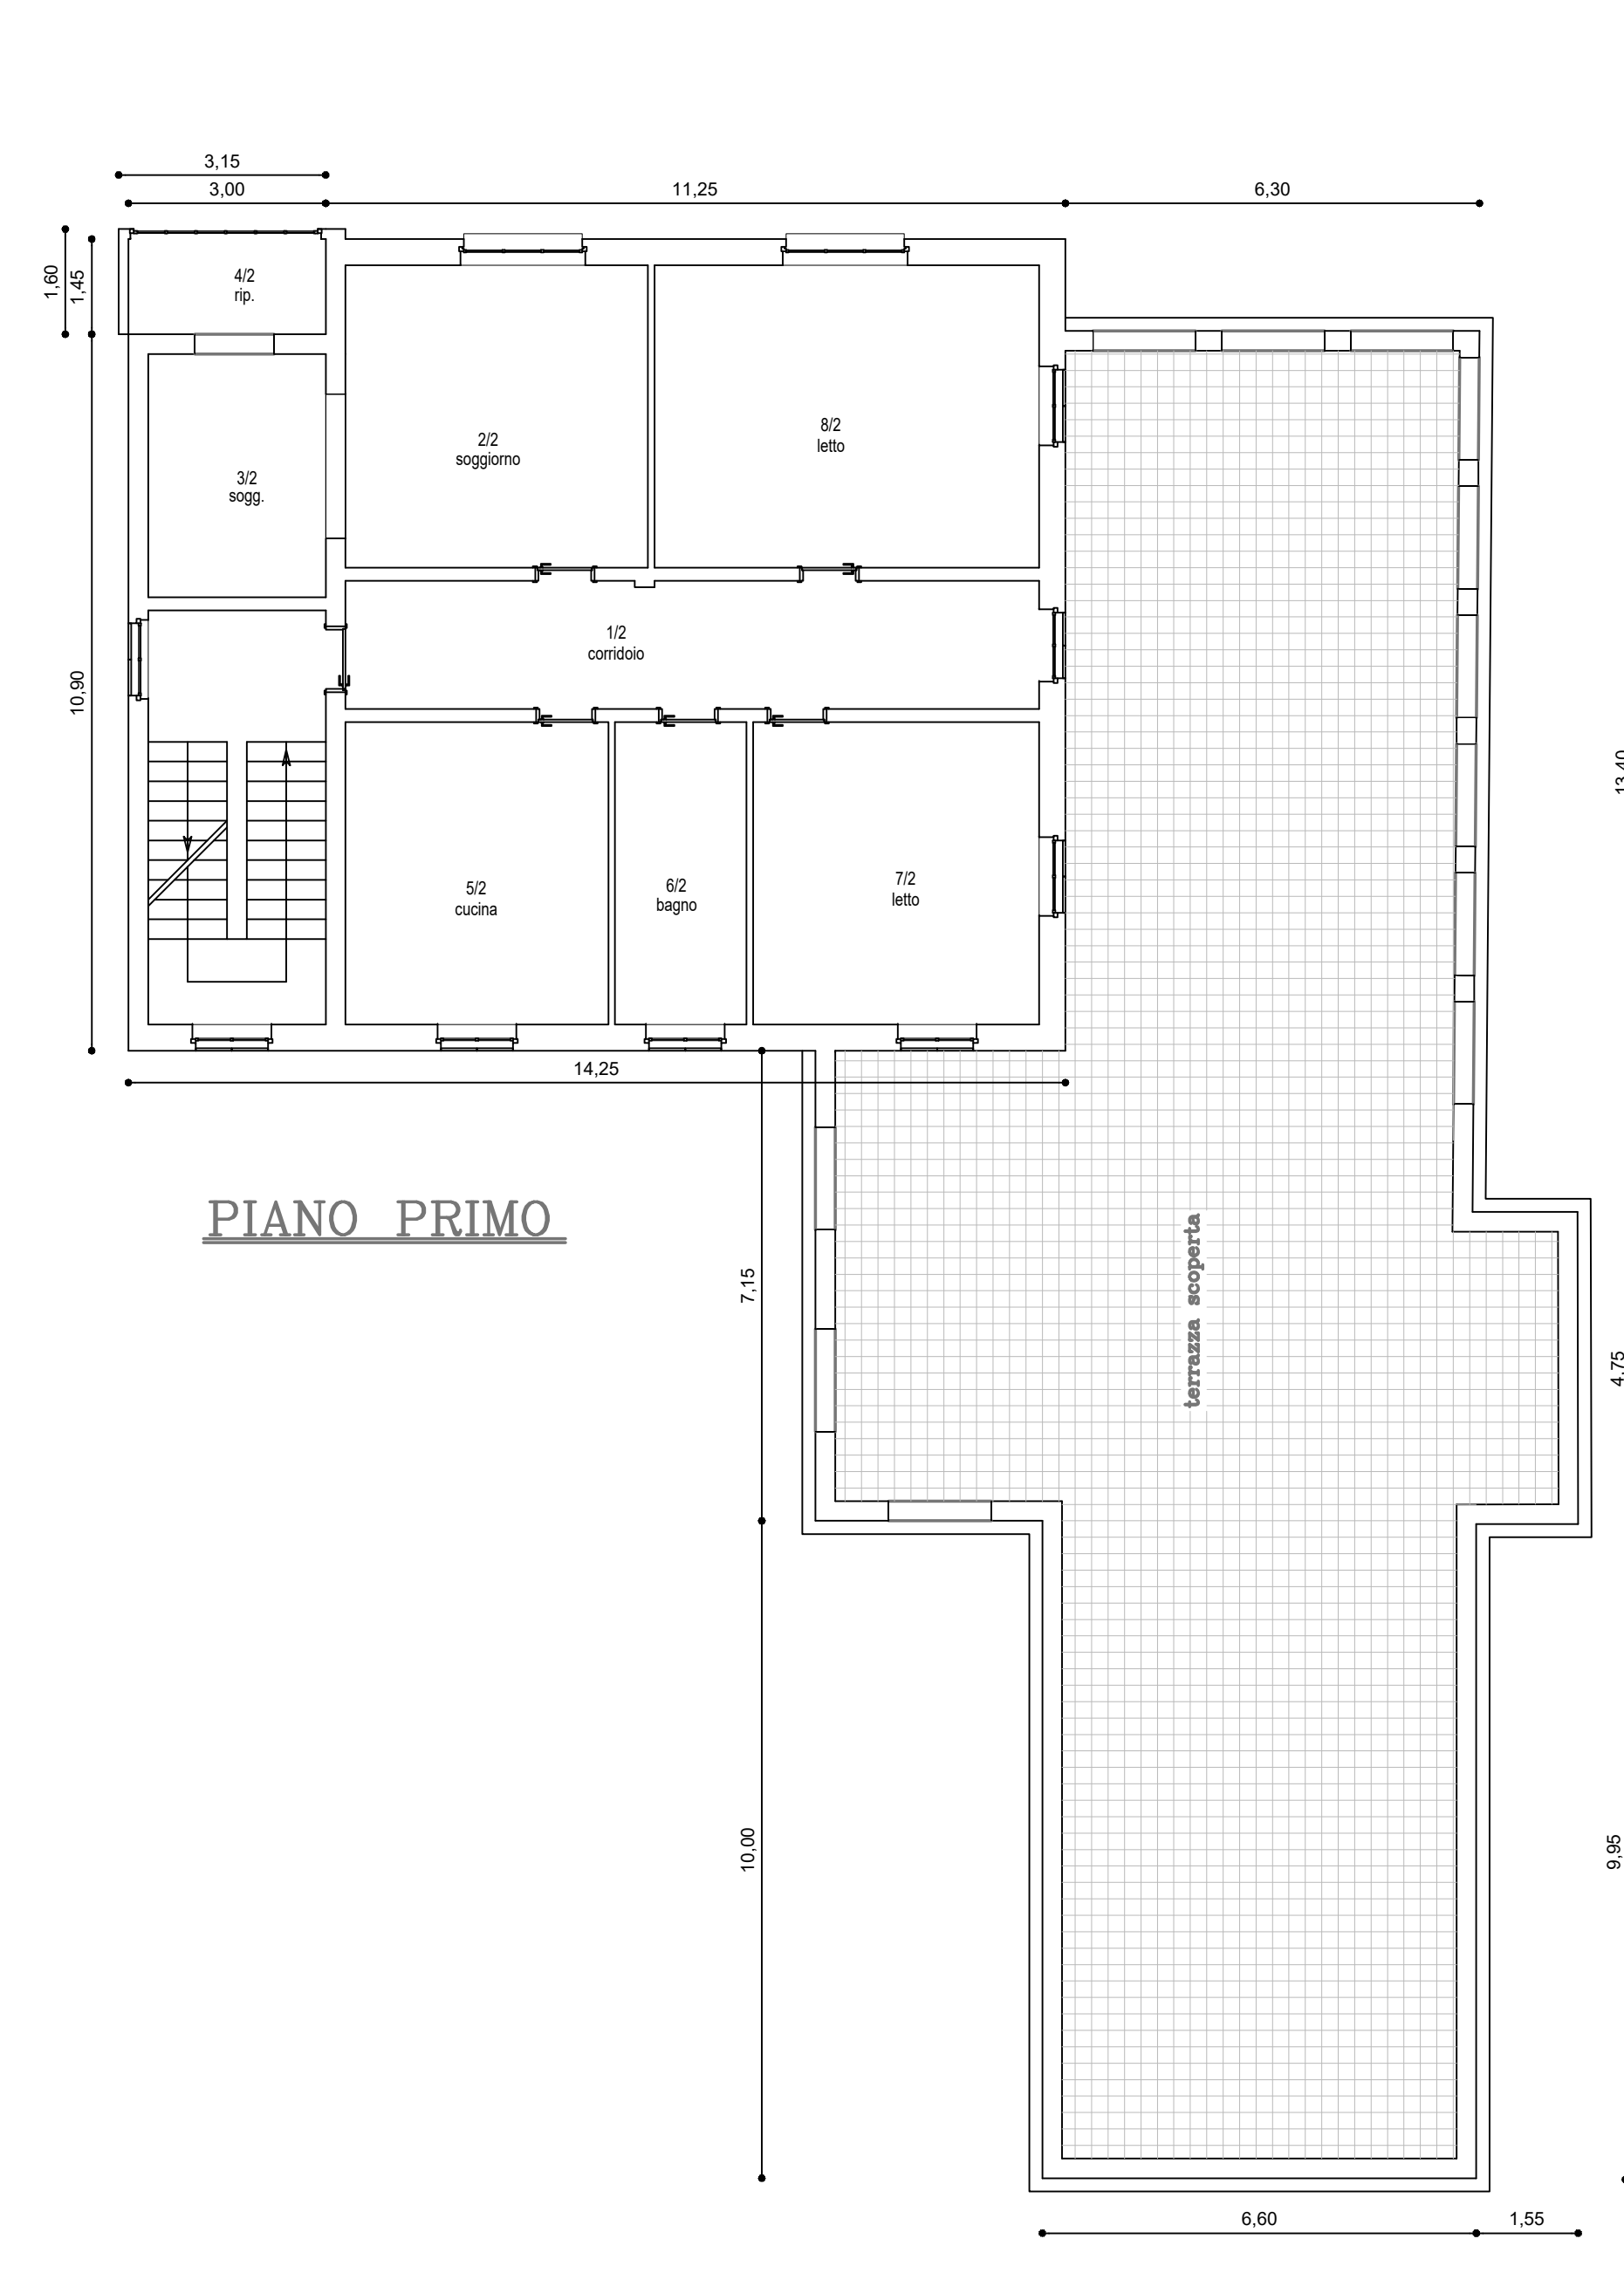 3,15
3,00
11,25
6,30
1,60
1,45
4/2
rip.
2/2
soggiorno
8/2
letto
3/2
sogg.
1/2
corridoio
10,90
13,40
5/2
cucina
6/2
bagno
7/2
letto
14,25
PIANO PRIMO
7,15
terrazza scoperta
4,75
10,00
9,95
6,60
1,55